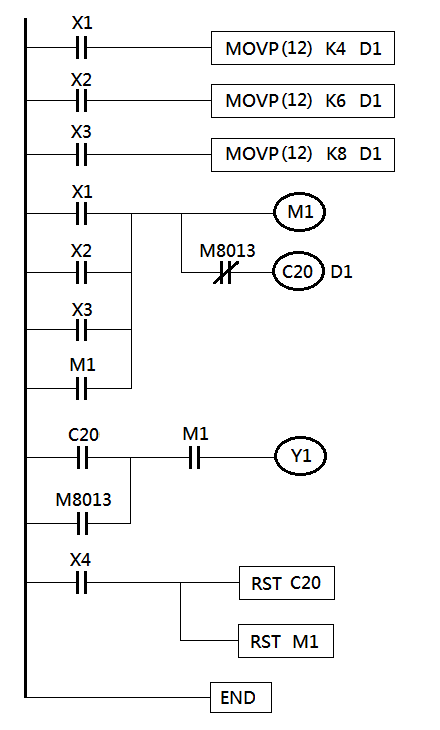 X1
MOVP(12) K4 D1
X2
MOVP(12) K6 D1
X3
MOVP(12) K8 D1
X1
M1
X2
M8013
C20 D1
X3
M1
C20
M1
Y1
M8013
X4
RST C20
RST M1
END